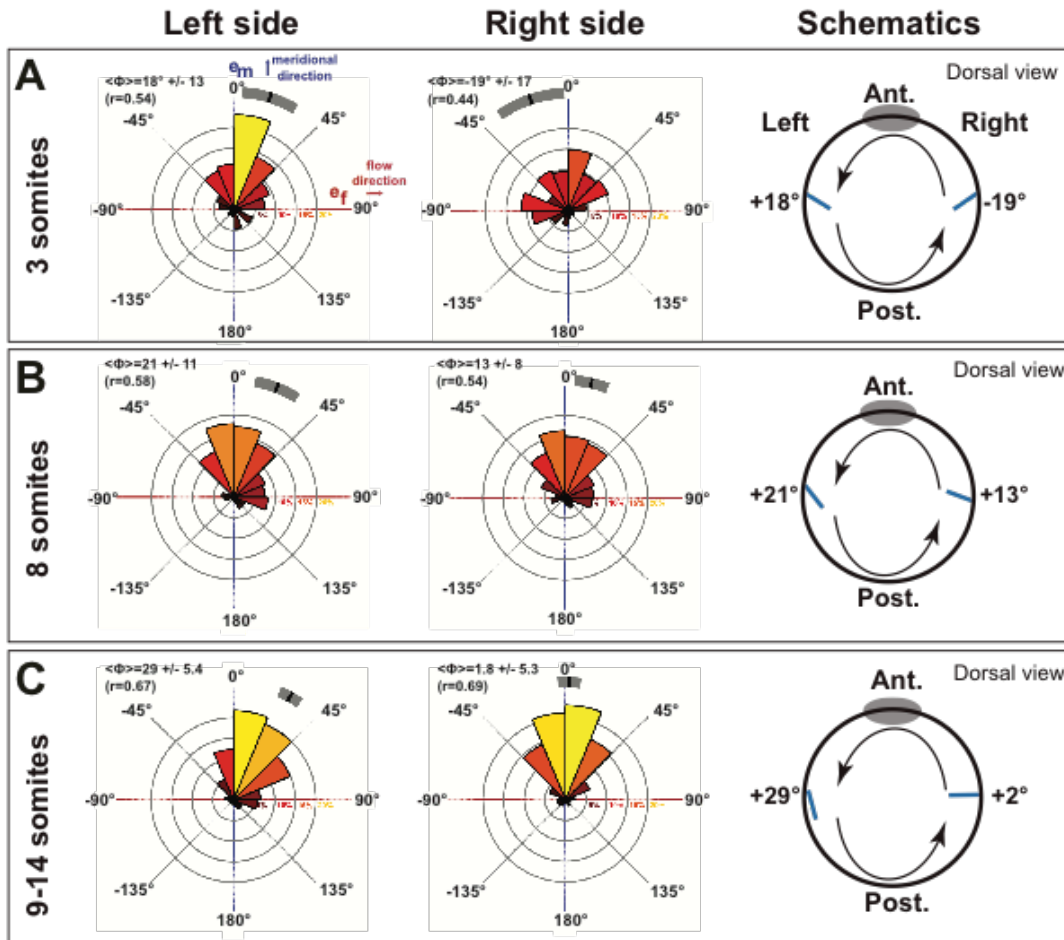 Left side
Right side
Schematics
A
3 somites
<Φ>=18° +/- 13
(r=0.54)
e_m
meridional
direction
0°
-45°
45°
e_f
flow
direction
-90°
90°
-135°
135°
180°
<Φ>=-19° +/- 17
(r=0.44)
0°
-45°
45°
-90°
90°
-135°
135°
180°
Dorsal view
Ant.
Left
Right
+18°
-19°
Post.
B
8 somites
<Φ>=21 +/- 11
(r=0.58)
0°
-45°
45°
-90°
90°
-135°
135°
180°
<Φ>=13 +/- 8
(r=0.54)
0°
-45°
45°
-90°
90°
-135°
135°
180°
Dorsal view
Ant.
+21°
+13°
Post.
C
9-14 somites
<Φ>=29 +/- 5.4
(r=0.67)
0°
-45°
45°
-90°
90°
-135°
135°
180°
<Φ>=1.8 +/- 5.3
(r=0.69)
0°
-45°
45°
-90°
90°
-135°
135°
180°
Dorsal view
Ant.
+29°
+2°
Post.